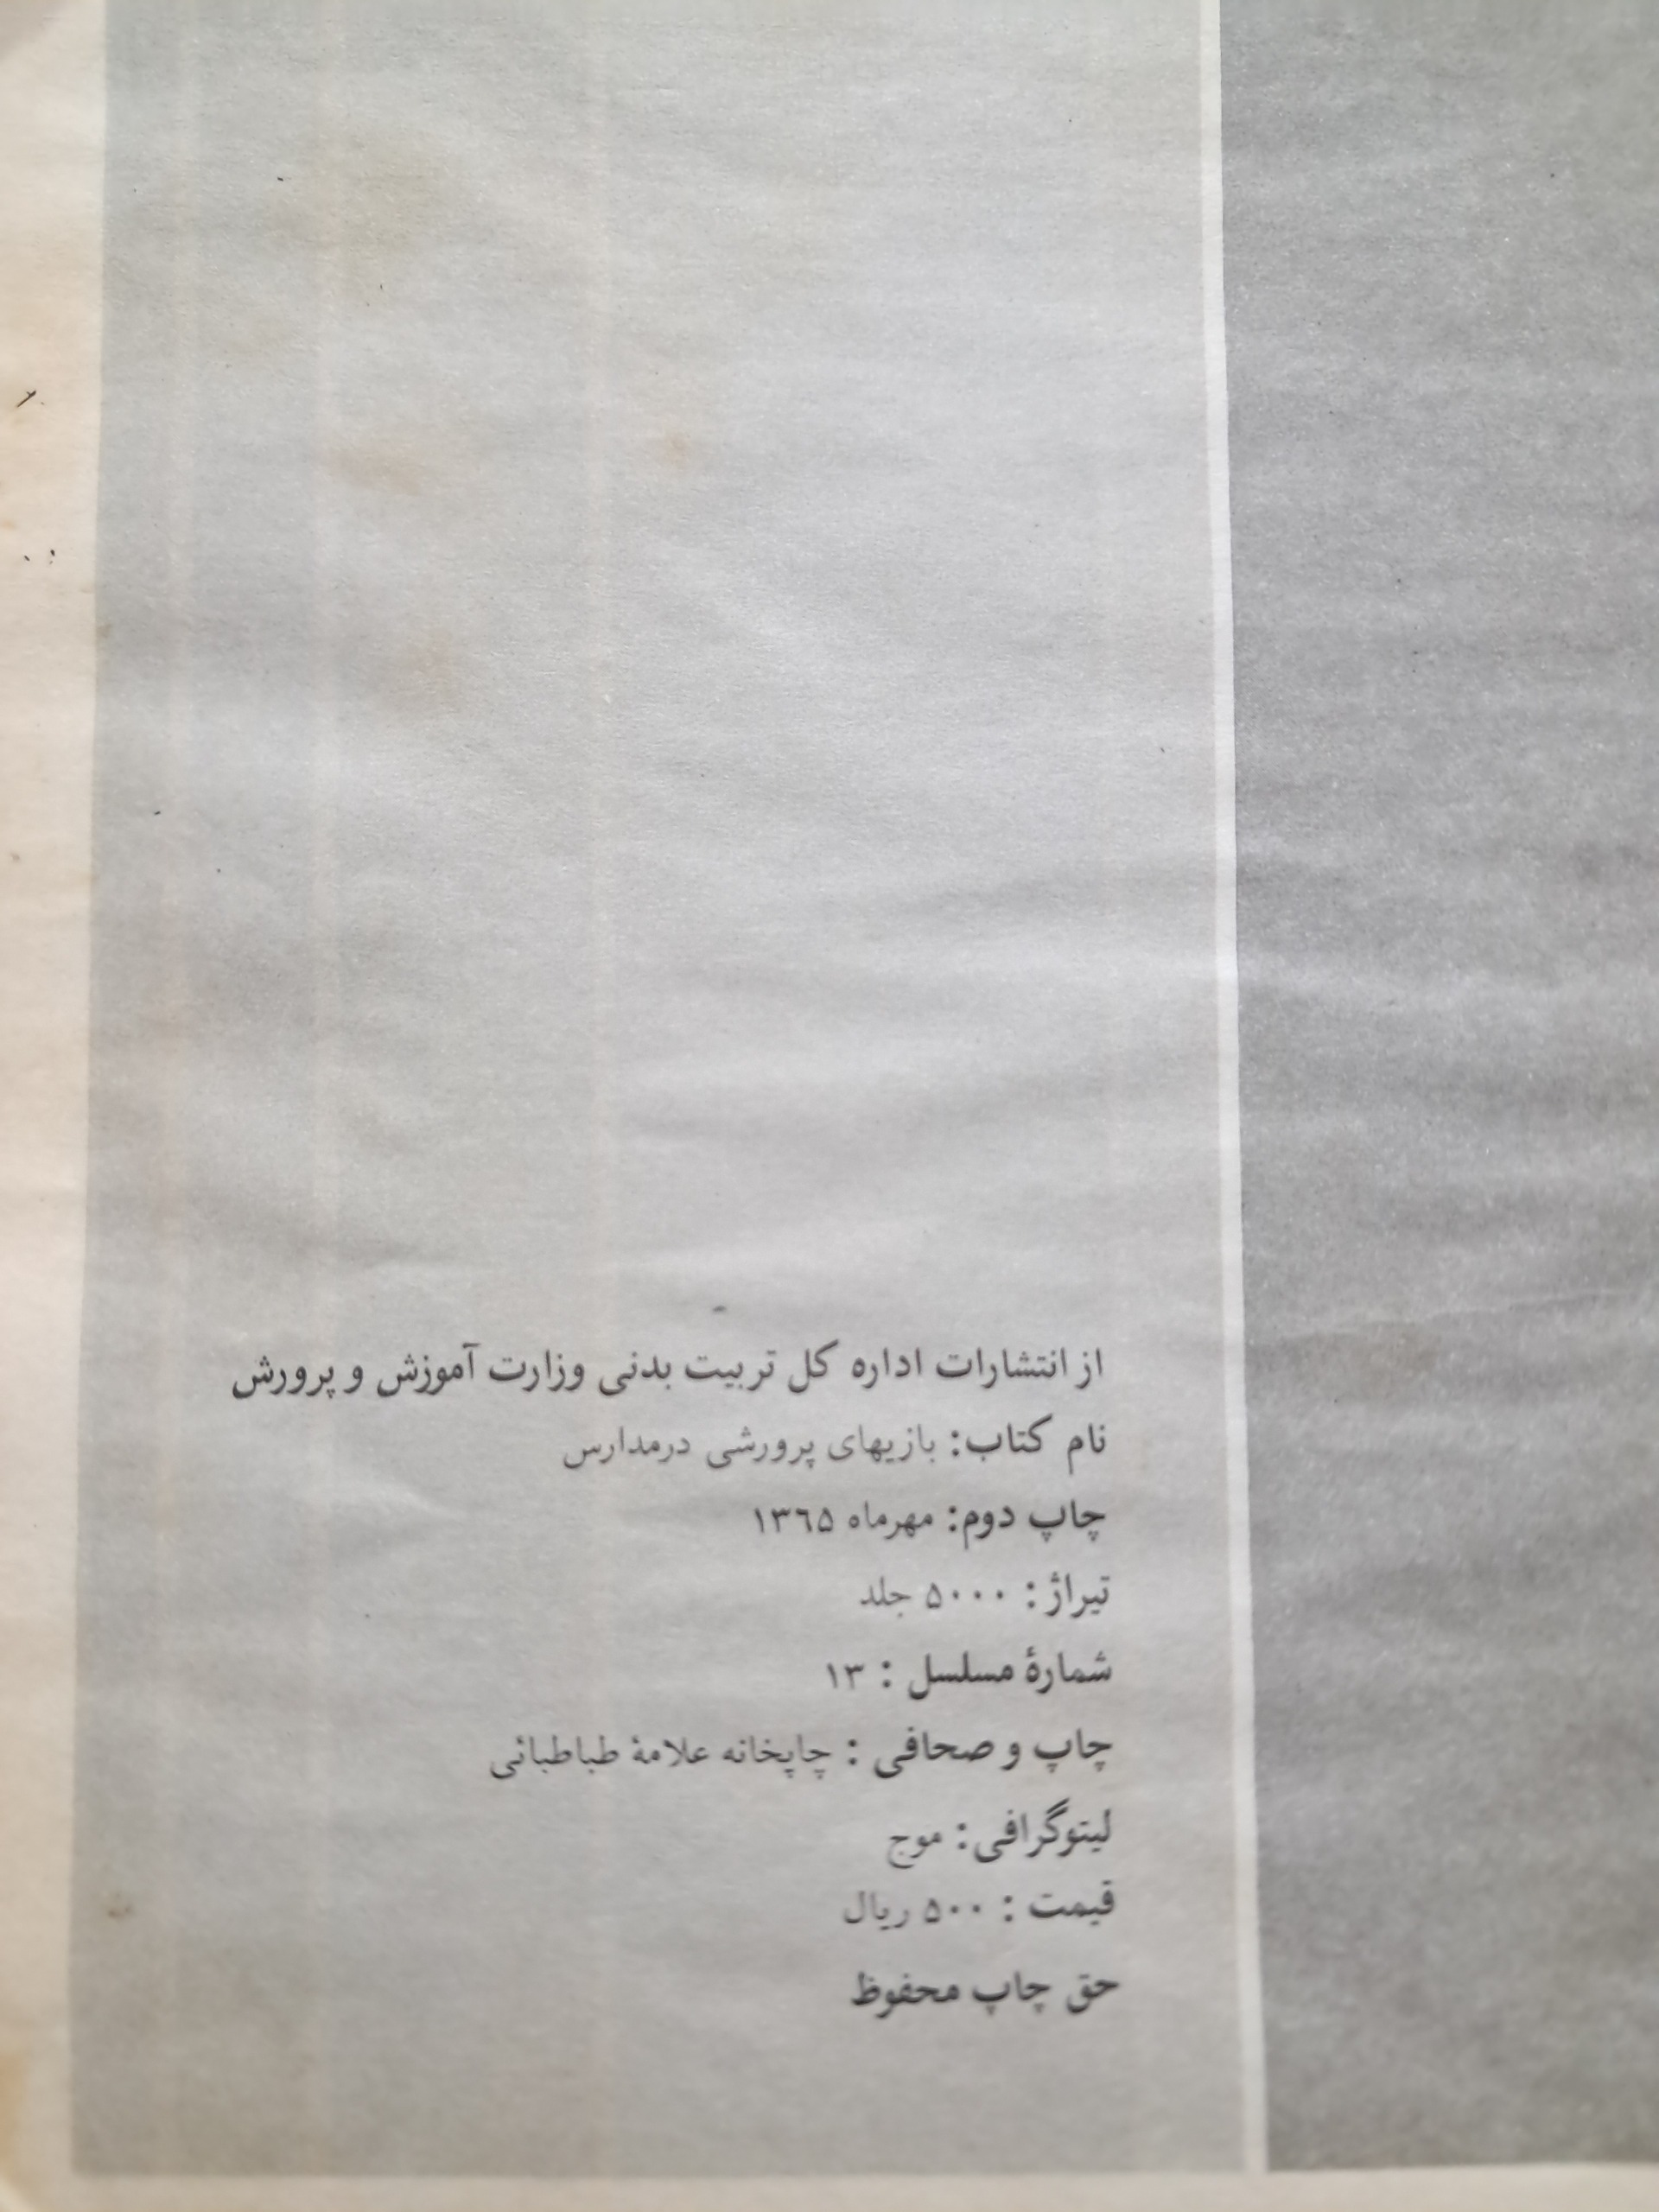 از انتشارات اداره کل تربیت بدنی وزارت آموزش و پرورش
نام کتاب: بازیهای پرورشی درمدارس
چاپ دوم: مهرماه ۱۳٦۵
تیراژ: ۵۰۰۰ جلد
شمارهٔ مسلسل: ۱۳
چاپ و صحافی: چاپخانه علامهٔ طباطبائی
لیتوگرافی: موج
قیمت: ۵۰۰ ریال
حق چاپ محفوظ